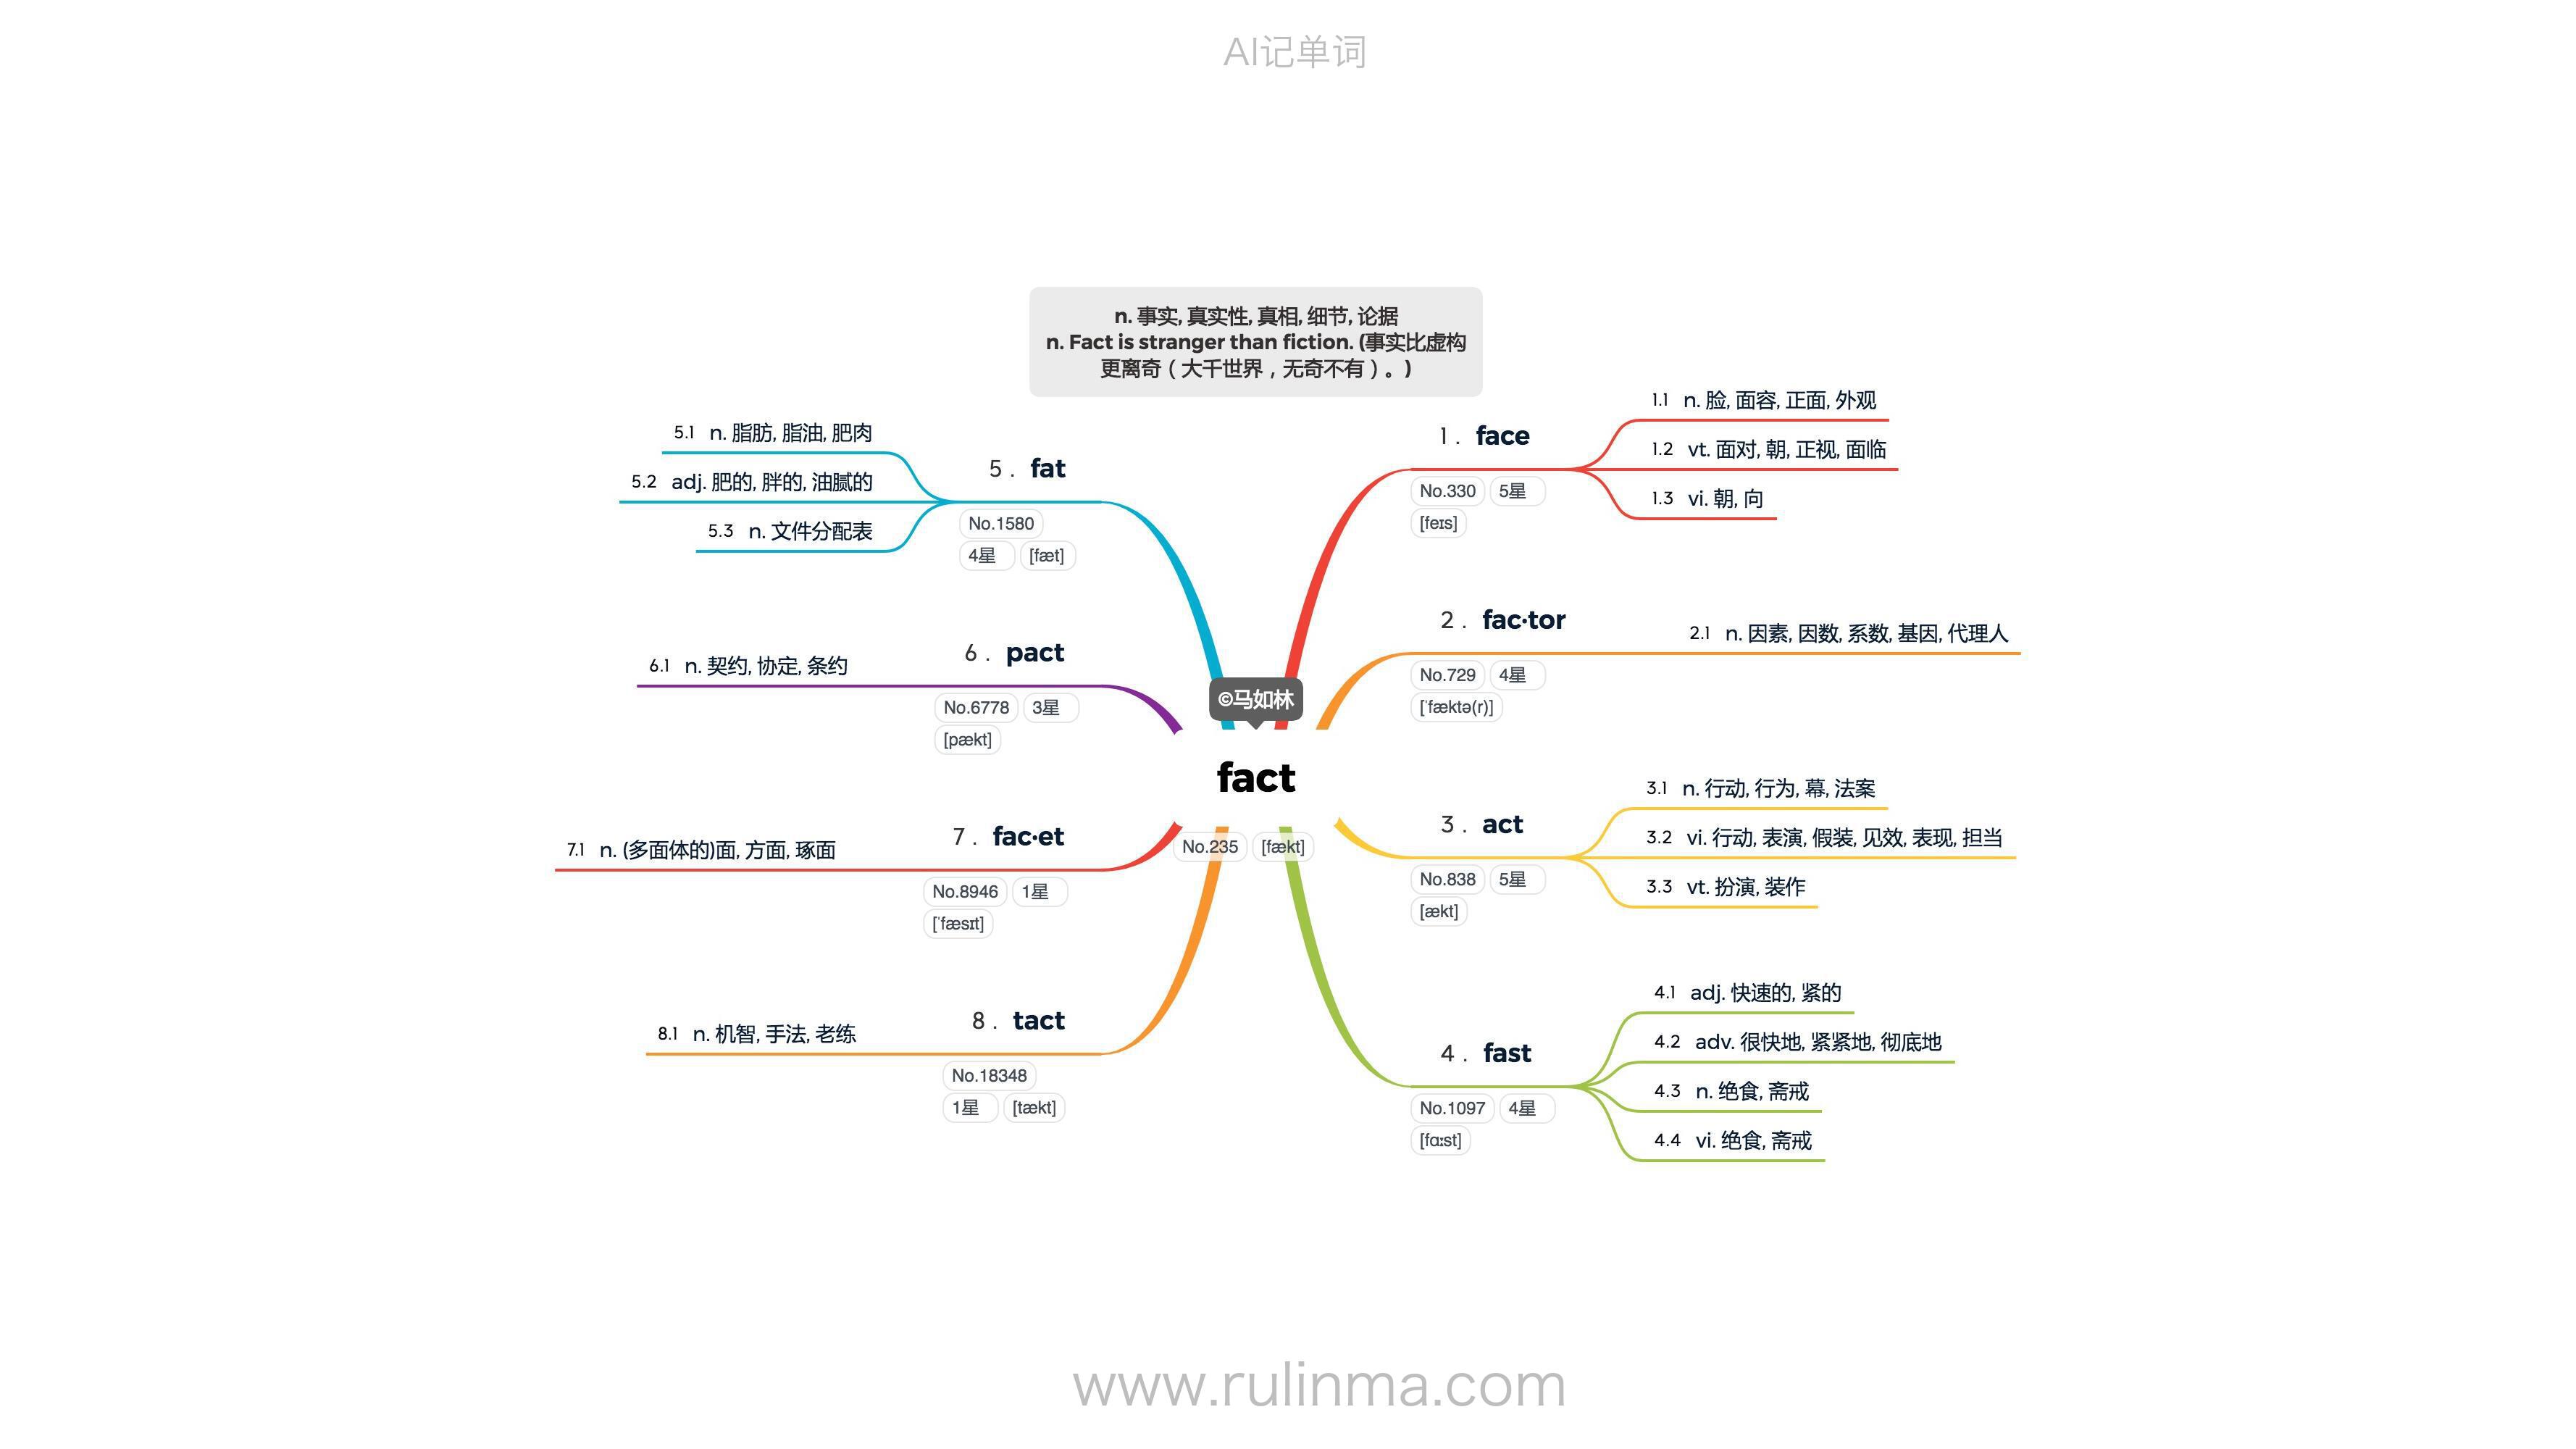 AI记单词
n. 事实, 真实性, 真相, 细节, 论据
n. Fact is stranger than fiction. (事实比虚构
更离奇（大千世界，无奇不有）。)
©马如林
fact
No.235 [fækt]
1 . face
No.330 5星
[feɪs]
1.1 n. 脸, 面容, 正面, 外观
1.2 vt. 面对, 朝, 正视, 面临
1.3 vi. 朝, 向
2 . fac·tor
No.729 4星
[ˈfæktə(r)]
2.1 n. 因素, 因数, 系数, 基因, 代理人
3 . act
No.838 5星
[ækt]
3.1 n. 行动, 行为, 幕, 法案
3.2 vi. 行动, 表演, 假装, 见效, 表现, 担当
3.3 vt. 扮演, 装作
4 . fast
No.1097 4星
[fɑːst]
4.1 adj. 快速的, 紧的
4.2 adv. 很快地, 紧紧地, 彻底地
4.3 n. 绝食, 斋戒
4.4 vi. 绝食, 斋戒
5 . fat
No.1580
4星 [fæt]
5.1 n. 脂肪, 脂油, 肥肉
5.2 adj. 肥的, 胖的, 油腻的
5.3 n. 文件分配表
6 . pact
No.6778 3星
[pækt]
6.1 n. 契约, 协定, 条约
7 . fac·et
No.8946 1星
[ˈfæsɪt]
7.1 n. (多面体的)面, 方面, 琢面
8 . tact
No.18348
1星 [tækt]
8.1 n. 机智, 手法, 老练
www.rulinma.com